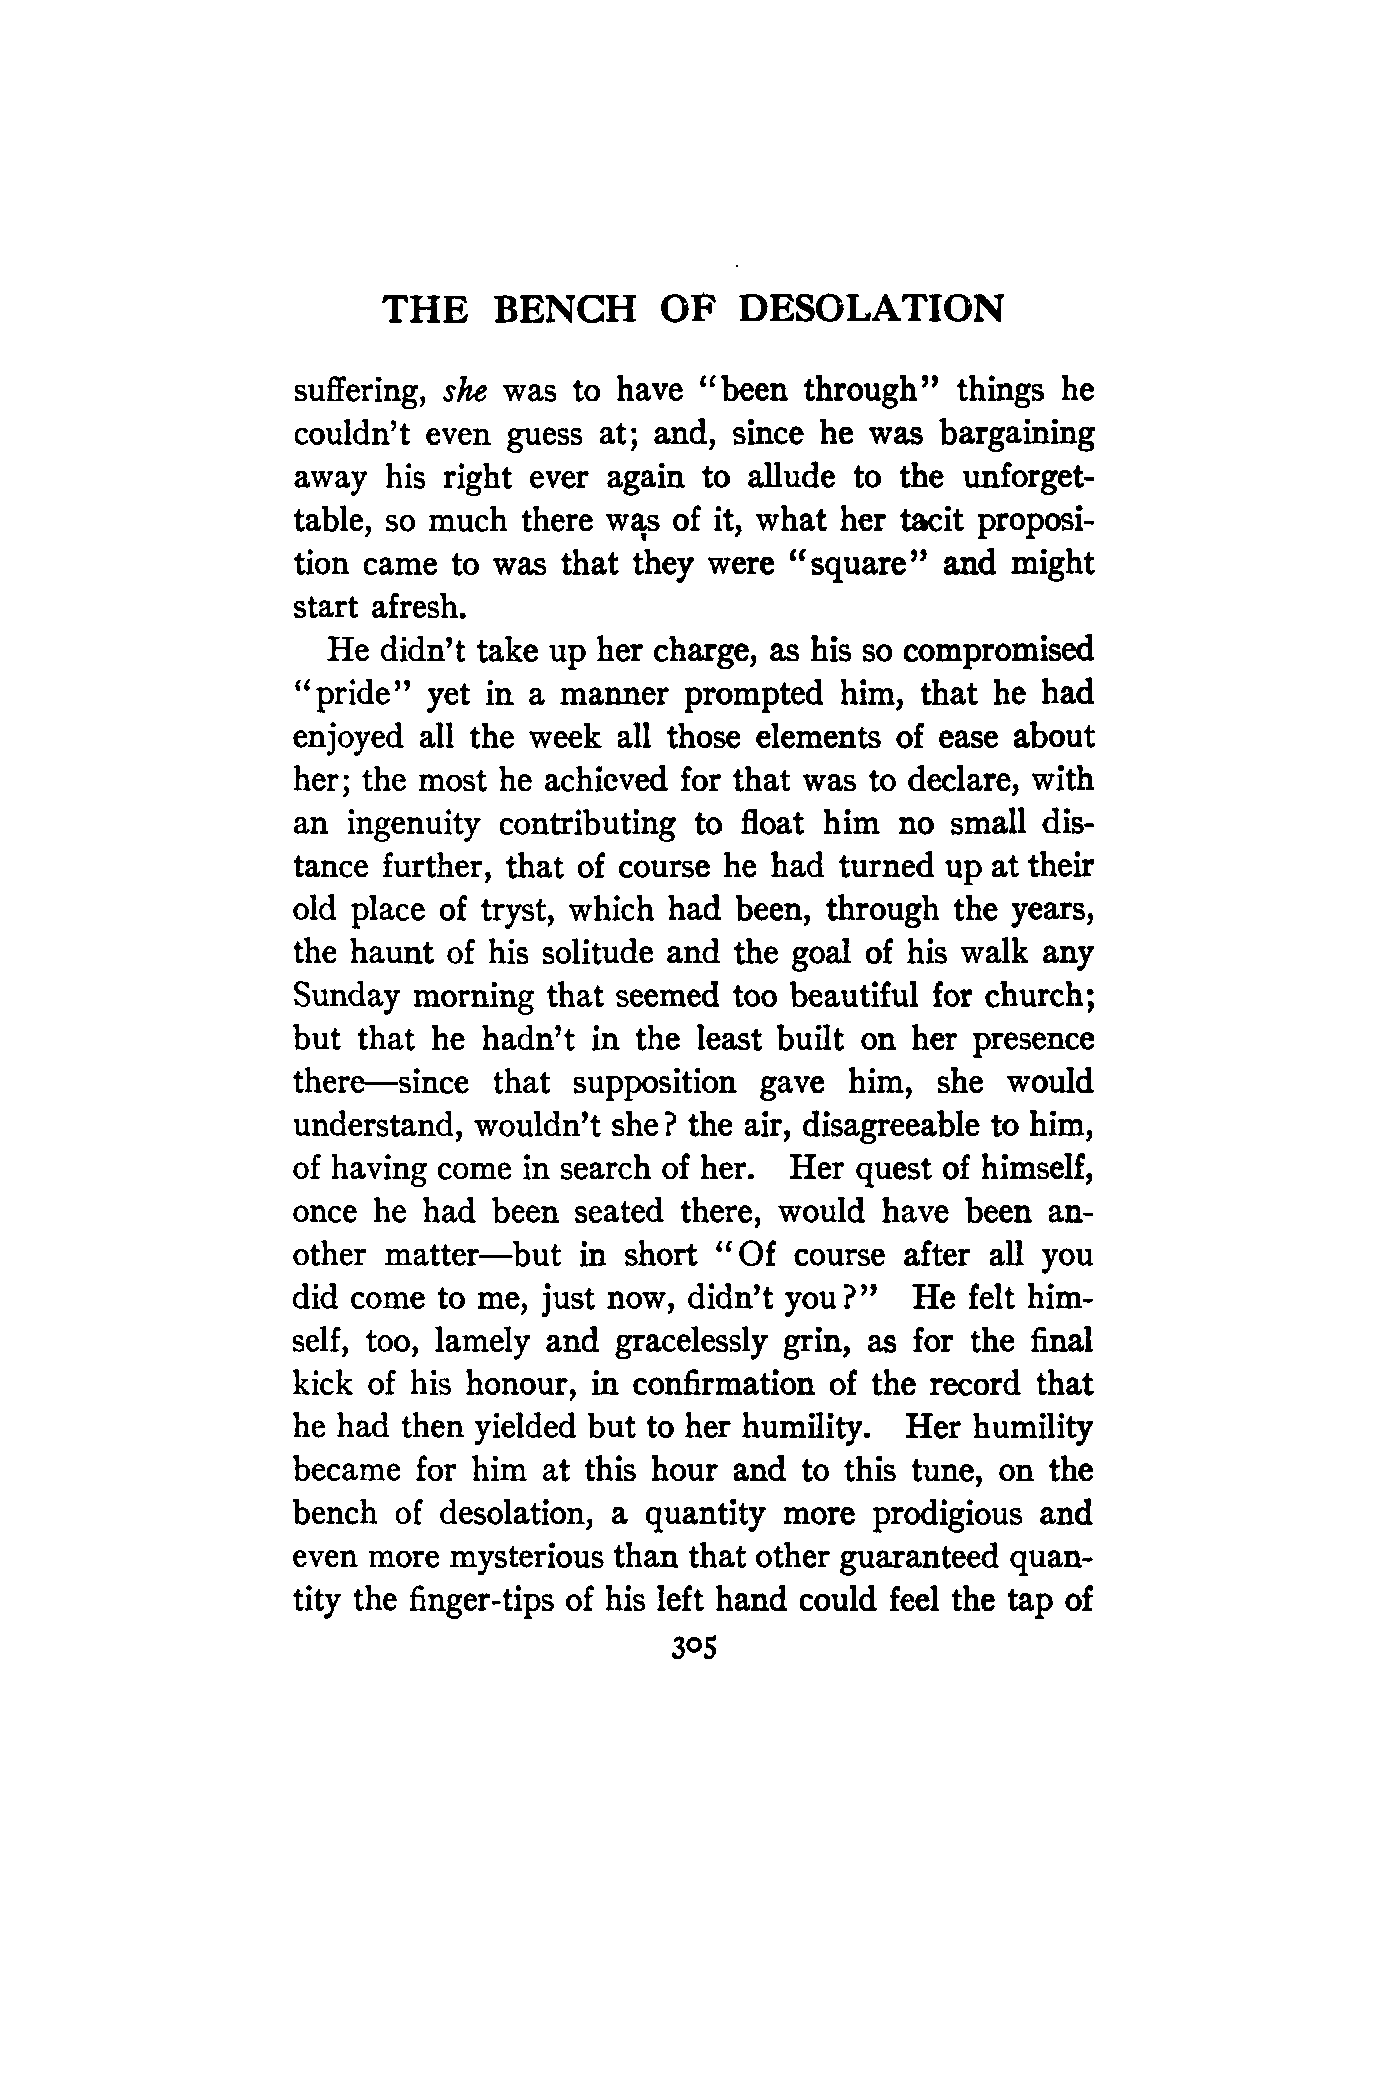 THE BENCH OF DESOLATION
suffering, she was to have "been through" things he
couldn't even guess at; and, since he was bargaining
away his right ever again to allude to the unforget-
table, so much there was of it, what her tacit proposi-
tion came to was that they were "square" and might
start afresh.
He didn't take up her charge, as his so compromised
"pride" yet in a manner prompted him, that he had
enjoyed all the week all those elements of ease about
her; the most he achieved for that was to declare, with
an ingenuity contributing to float him no small dis-
tance further, that of course he had turned up at their
old place of tryst, which had been, through the years,
the haunt of his solitude and the goal of his walk any
Sunday morning that seemed too beautiful for church;
but that he hadn't in the least built on her presence
there—since that supposition gave him, she would
understand, wouldn't she? the air, disagreeable to him,
of having come in search of her. Her quest of himself,
once he had been seated there, would have been an-
other matter—but in short "Of course after all you
did come to me, just now, didn't you?" He felt him-
self, too, lamely and gracelessly grin, as for the final
kick of his honour, in confirmation of the record that
he had then yielded but to her humility. Her humility
became for him at this hour and to this tune, on the
bench of desolation, a quantity more prodigious and
even more mysterious than that other guaranteed quan-
tity the finger-tips of his left hand could feel the tap of
305